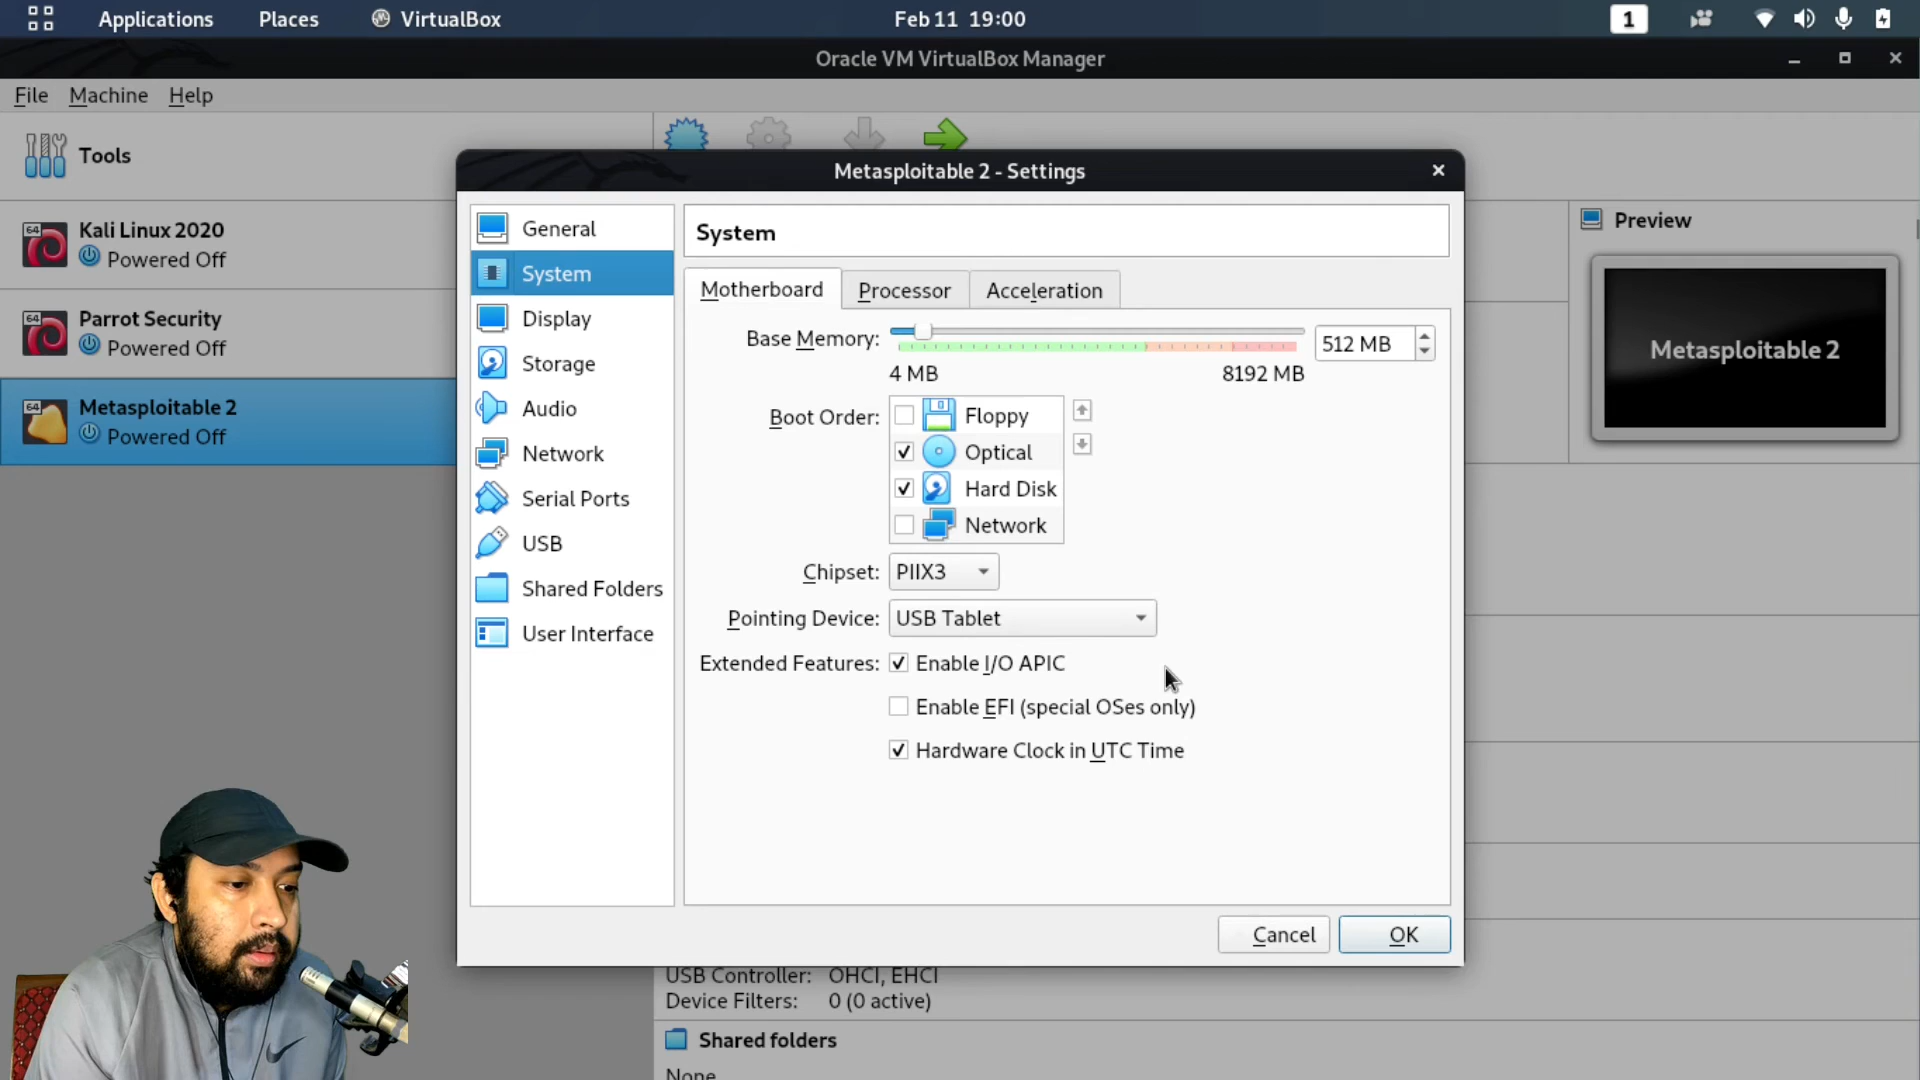 Applications Places VirtualBox Feb 11 19:00 1
Oracle VM VirtualBox Manager
File Machine Help
Tools
64 Kali Linux 2020
Powered Off
64 Parrot Security
Powered Off
64 Metasploitable 2
Powered Off
Metasploitable 2 - Settings
General
System
Display
Storage
Audio
Network
Serial Ports
USB
Shared Folders
User Interface
System
Motherboard Processor Acceleration
Base Memory: 512 MB
4 MB 8192 MB
Boot Order: Floppy
Optical
Hard Disk
Network
Chipset: PIIX3
Pointing Device: USB Tablet
Extended Features: Enable I/O APIC
Enable EFI (special OSes only)
Hardware Clock in UTC Time
Cancel OK
Preview
Metasploitable 2
USB Controller: OHCI, EHCI
Device Filters: 0 (0 active)
Shared folders
None